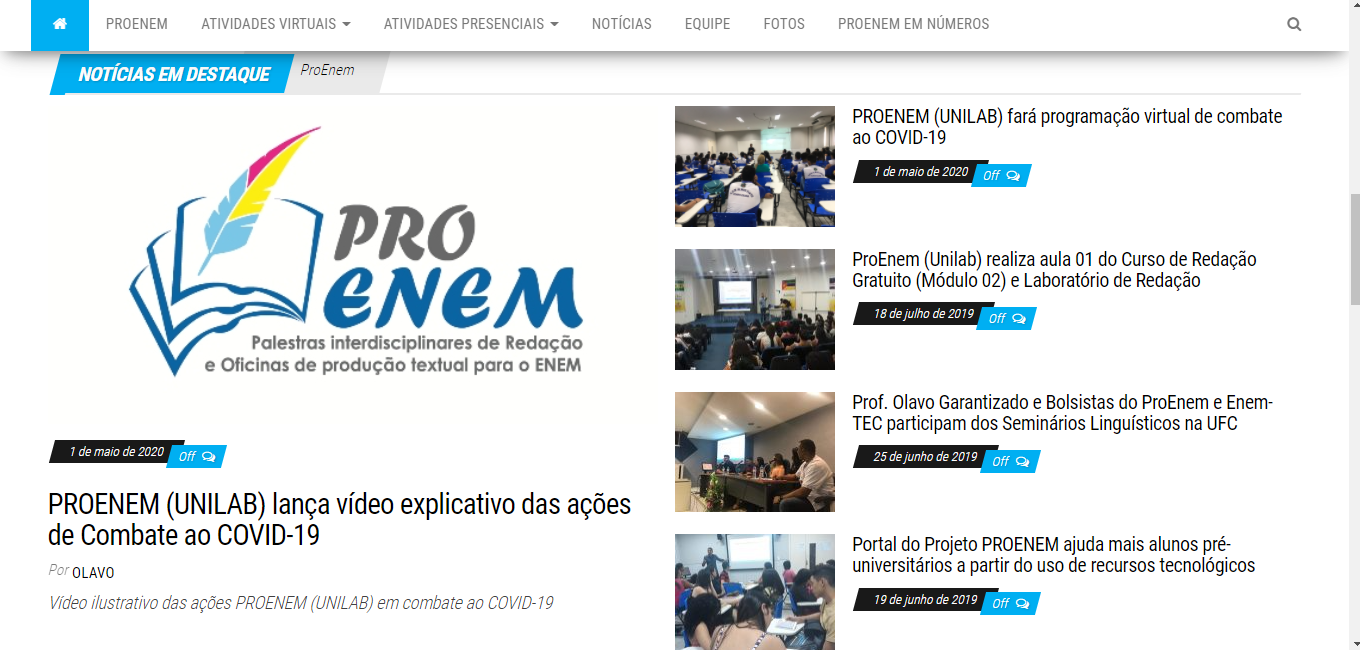 PROENEM ATIVIDADES VIRTUAIS ATIVIDADES PRESENCIAIS NOTÍCIAS EQUIPE FOTOS PROENEM EM NÚMEROS
NOTÍCIAS EM DESTAQUE ProEnem
PRO
ENEM
Palestras interdisciplinares de Redação
e Oficinas de produção textual para o ENEM
1 de maio de 2020 Off
PROENEM (UNILAB) lança vídeo explicativo das ações
de Combate ao COVID-19
Por OLAVO
Vídeo ilustrativo das ações PROENEM (UNILAB) em combate ao COVID-19
PROENEM (UNILAB) fará programação virtual de combate
ao COVID-19
1 de maio de 2020 Off
ProEnem (Unilab) realiza aula 01 do Curso de Redação
Gratuito (Módulo 02) e Laboratório de Redação
18 de julho de 2019 Off
Prof. Olavo Garantizado e Bolsistas do ProEnem e Enem-
TEC participam dos Seminários Linguísticos na UFC
25 de junho de 2019 Off
Portal do Projeto PROENEM ajuda mais alunos pré-
universitários a partir do uso de recursos tecnológicos
19 de junho de 2019 Off